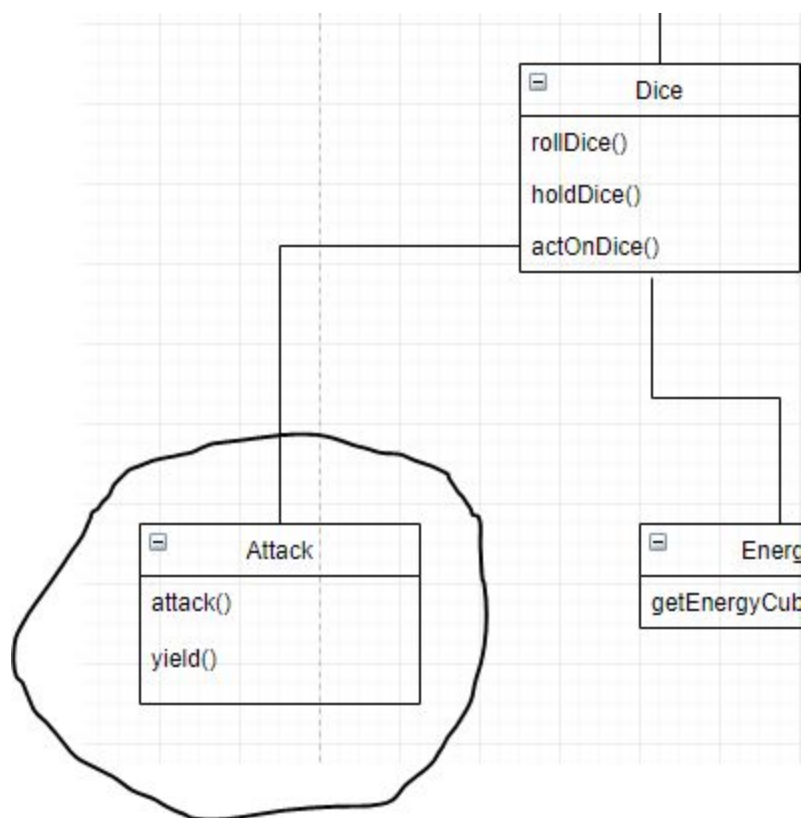 Dice
rollDice()
holdDice()
actOnDice()
Attack
attack()
yield()
Energ
getEnergyCub